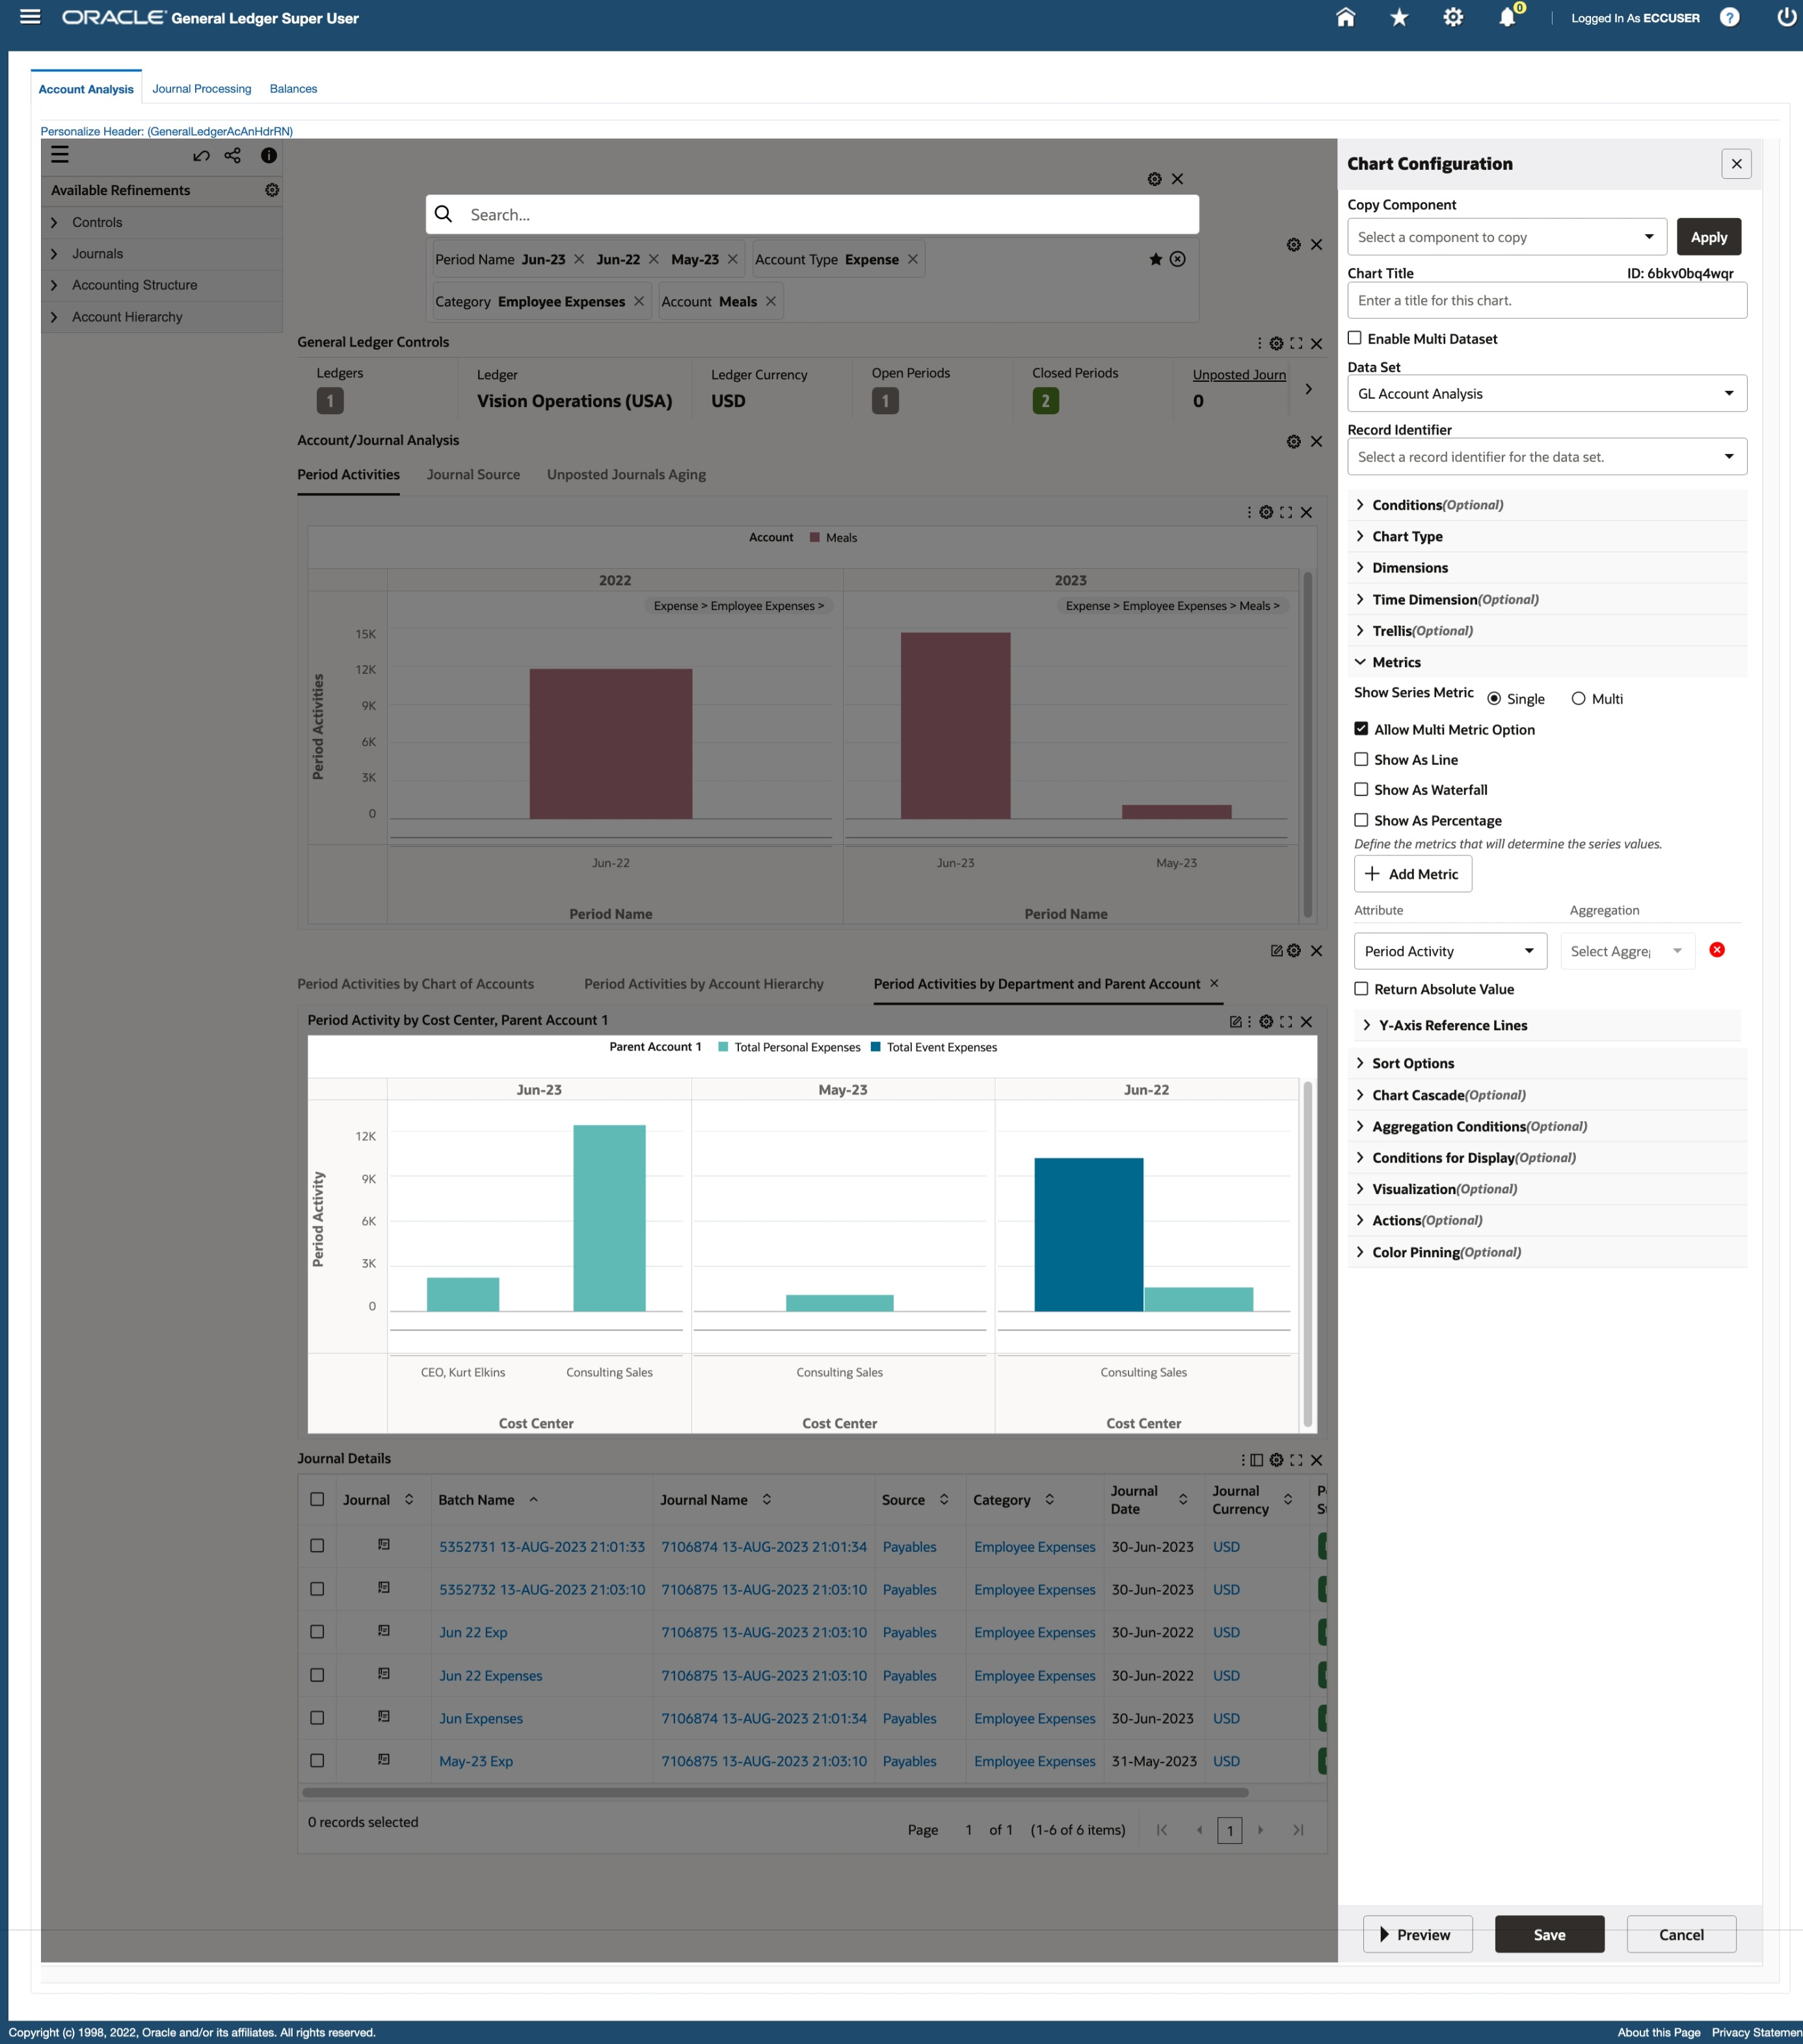 ORACLE General Ledger Super User
0
Logged In As ECCUSER
?
Account Analysis
Journal Processing
Balances
Personalize Header: (GeneralLedgerAcAnHdrRN)
Available Refinements
Controls
Journals
Accounting Structure
Account Hierarchy
Search...
Period Name Jun-23 Jun-22 May-23
Account Type Expense
Category Employee Expenses
Account Meals
General Ledger Controls
Ledgers
1
Ledger
Vision Operations (USA)
Ledger Currency
USD
Open Periods
1
Closed Periods
2
Unposted Journ
0
Account/Journal Analysis
Period Activities
Journal Source
Unposted Journals Aging
Account Meals
2022
2023
Expense > Employee Expenses >
Expense > Employee Expenses > Meals >
Period Activities
15K
12K
9K
6K
3K
0
Jun-22
Jun-23
May-23
Period Name
Period Name
Period Activities by Chart of Accounts
Period Activities by Account Hierarchy
Period Activities by Department and Parent Account
Period Activity by Cost Center, Parent Account 1
Parent Account 1 Total Personal Expenses Total Event Expenses
Jun-23
May-23
Jun-22
Period Activity
12K
9K
6K
3K
0
CEO, Kurt Elkins
Consulting Sales
Consulting Sales
Consulting Sales
Cost Center
Cost Center
Cost Center
Journal Details
Journal
Batch Name
Journal Name
Source
Category
Journal Date
Journal Currency
5352731 13-AUG-2023 21:01:33 7106874 13-AUG-2023 21:01:34 Payables Employee Expenses 30-Jun-2023 USD
5352732 13-AUG-2023 21:03:10 7106875 13-AUG-2023 21:03:10 Payables Employee Expenses 30-Jun-2023 USD
Jun 22 Exp 7106875 13-AUG-2023 21:03:10 Payables Employee Expenses 30-Jun-2022 USD
Jun 22 Expenses 7106875 13-AUG-2023 21:03:10 Payables Employee Expenses 30-Jun-2022 USD
Jun Expenses 7106874 13-AUG-2023 21:01:34 Payables Employee Expenses 30-Jun-2023 USD
May-23 Exp 7106875 13-AUG-2023 21:03:10 Payables Employee Expenses 31-May-2023 USD
0 records selected
Page 1 of 1 (1-6 of 6 items)
1
Chart Configuration
Copy Component
Select a component to copy
Apply
Chart Title
ID: 6bkv0bq4wqr
Enter a title for this chart.
Enable Multi Dataset
Data Set
GL Account Analysis
Record Identifier
Select a record identifier for the data set.
Conditions(Optional)
Chart Type
Dimensions
Time Dimension(Optional)
Trellis(Optional)
Metrics
Show Series Metric Single Multi
Allow Multi Metric Option
Show As Line
Show As Waterfall
Show As Percentage
Define the metrics that will determine the series values.
Add Metric
Attribute
Aggregation
Period Activity
Select Aggre
Return Absolute Value
Y-Axis Reference Lines
Sort Options
Chart Cascade(Optional)
Aggregation Conditions(Optional)
Conditions for Display(Optional)
Visualization(Optional)
Actions(Optional)
Color Pinning(Optional)
Preview
Save
Cancel
Copyright (c) 1998, 2022, Oracle and/or its affiliates. All rights reserved.
About this Page Privacy Statemen